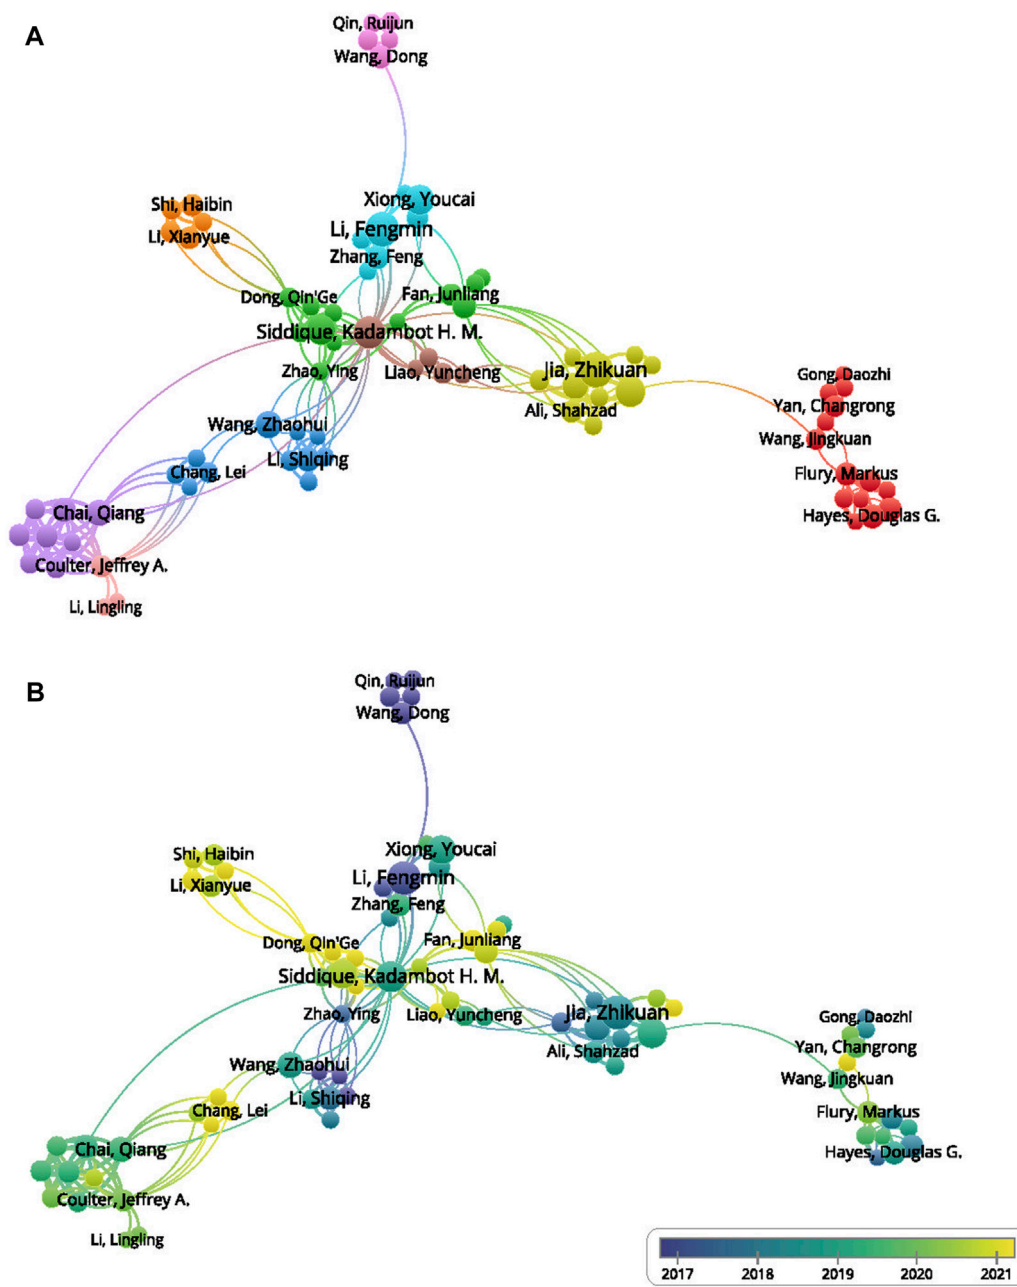 A
Qin, Ruijun
Wang, Dong
Xiong, Youcai
Shi, Haibin
Li, Fengmin
Li, Xianyue
Zhang, Feng
Dong, Qin'Ge
Fan, Junliang
Siddique, Kadambot H. M.
Zhao, Ying
Liao, Yuncheng
Jia, Zhikuan
Gong, Daozhi
Ali, Shahzad
Yan, Changrong
Wang, Zhaohui
Wang, Jingkuan
Li, Shiqing
Chang, Lei
Flury, Markus
Chai, Qiang
Hayes, Douglas G.
Coulter, Jeffrey A.
Li, Lingling
B
Qin, Ruijun
Wang, Dong
Xiong, Youcai
Shi, Haibin
Li, Fengmin
Li, Xianyue
Zhang, Feng
Dong, Qin'Ge
Fan, Junliang
Siddique, Kadambot H. M.
Zhao, Ying
Liao, Yuncheng
Jia, Zhikuan
Gong, Daozhi
Ali, Shahzad
Yan, Changrong
Wang, Zhaohui
Wang, Jingkuan
Li, Shiqing
Chang, Lei
Flury, Markus
Chai, Qiang
Hayes, Douglas G.
Coulter, Jeffrey A.
Li, Lingling
2017 2018 2019 2020 2021